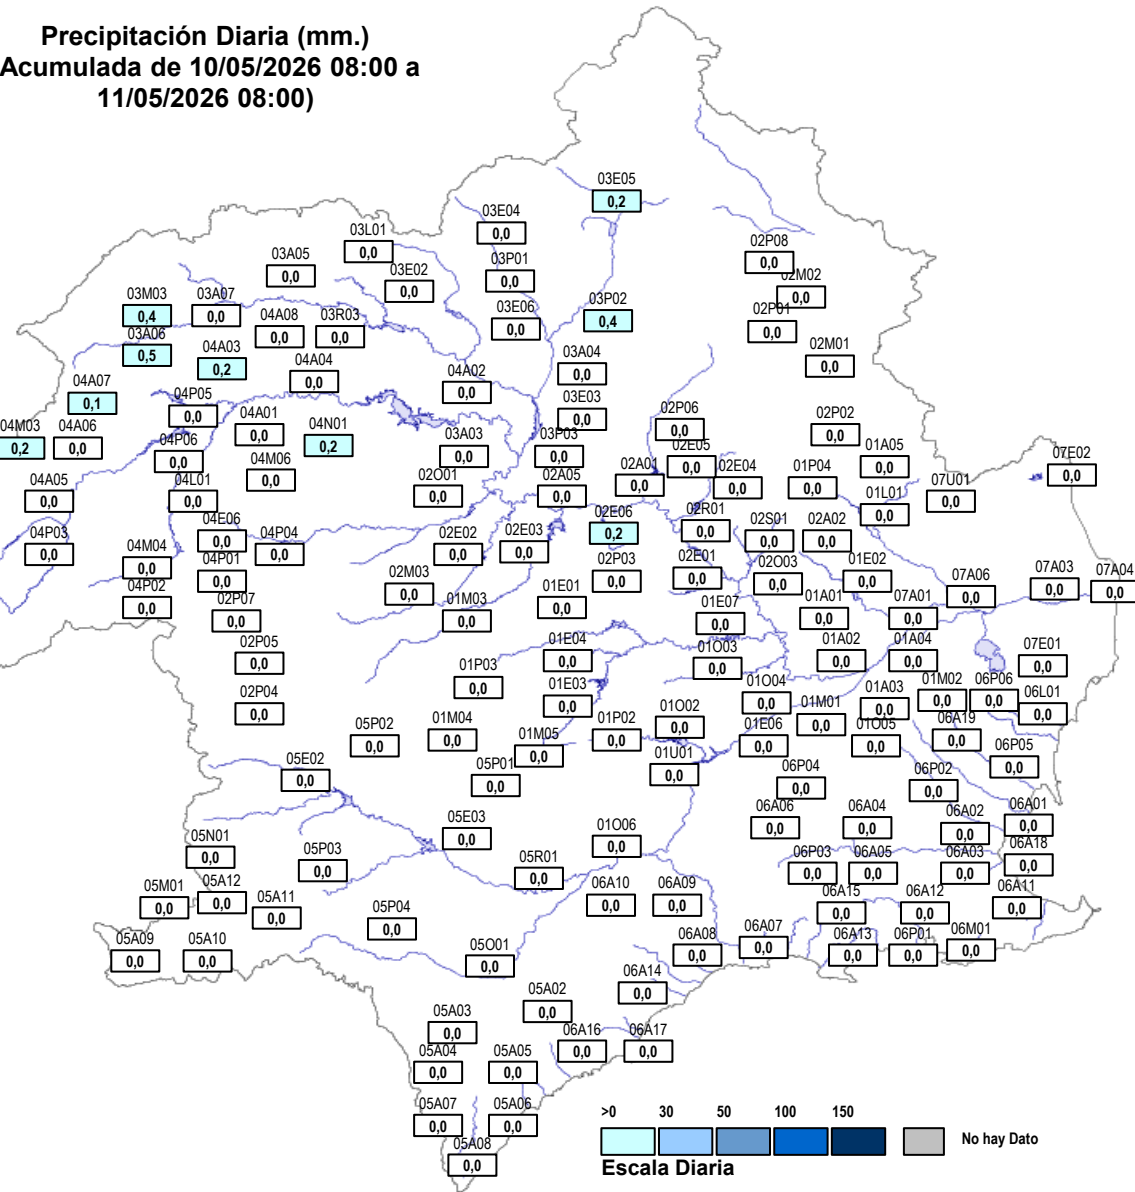 Precipitación Diaria (mm.)
Acumulada de 10/05/2026 08:00 a
11/05/2026 08:00)
03E05
0,2
03E04
0,0
03L01
0,0
02P08
0,0
03A05
0,0
03P01
0,0
03E02
0,0
02M02
0,0
03M03
0,4
03A07
0,0
03E06
0,0
03P02
0,4
02P01
0,0
04A08
0,0
03R03
0,0
03A06
0,5
04A03
0,2
03A04
0,0
02M01
0,0
04A04
0,0
04A02
0,0
04A07
0,1
04P05
0,0
03E03
0,0
02P06
0,0
02P02
0,0
04M03
0,2
04A06
0,0
04A01
0,0
04N01
0,2
03A03
0,0
03P03
0,0
02E05
0,0
01A05
0,0
07E02
0,0
04P06
0,0
04M06
0,0
02A01
0,0
02E04
0,0
01P04
0,0
04A05
0,0
04L01
0,0
02O01
0,0
02A05
0,0
07U01
0,0
01L01
0,0
04E06
0,0
02E06
0,2
02R01
0,0
02S01
0,0
02A02
0,0
04P03
0,0
04P04
0,0
02E02
0,0
02E03
0,0
04M04
0,0
04P01
0,0
02P03
0,0
02E01
0,0
02O03
0,0
01E02
0,0
07A03
0,0
07A04
0,0
02M03
0,0
07A06
0,0
04P02
0,0
02P07
0,0
01M03
0,0
01E01
0,0
01E07
0,0
01A01
0,0
07A01
0,0
02P05
0,0
01E04
0,0
01O03
0,0
01A02
0,0
01A04
0,0
07E01
0,0
01P03
0,0
01E03
0,0
01O04
0,0
01A03
0,0
01M02
0,0
06P06
0,0
06L01
0,0
02P04
0,0
01O02
0,0
01M01
0,0
05P02
0,0
01M04
0,0
01P02
0,0
01E06
0,0
01O05
0,0
06A19
0,0
01M05
0,0
06P05
0,0
05E02
0,0
05P01
0,0
01U01
0,0
06P04
0,0
06P02
0,0
05E03
0,0
06A06
0,0
06A04
0,0
06A02
0,0
06A01
0,0
01O06
0,0
05N01
0,0
05P03
0,0
05R01
0,0
06P03
0,0
06A05
0,0
06A03
0,0
06A18
0,0
05M01
0,0
05A12
0,0
05A11
0,0
06A10
0,0
06A09
0,0
06A15
0,0
06A12
0,0
06A11
0,0
05P04
0,0
05A09
0,0
05A10
0,0
05O01
0,0
06A08
0,0
06A07
0,0
06A13
0,0
06P01
0,0
06M01
0,0
06A14
0,0
05A02
0,0
05A03
0,0
06A16
0,0
06A17
0,0
05A04
0,0
05A05
0,0
05A07
0,0
05A06
0,0
05A08
0,0
>0 30 50 100 150
No hay Dato
Escala Diaria